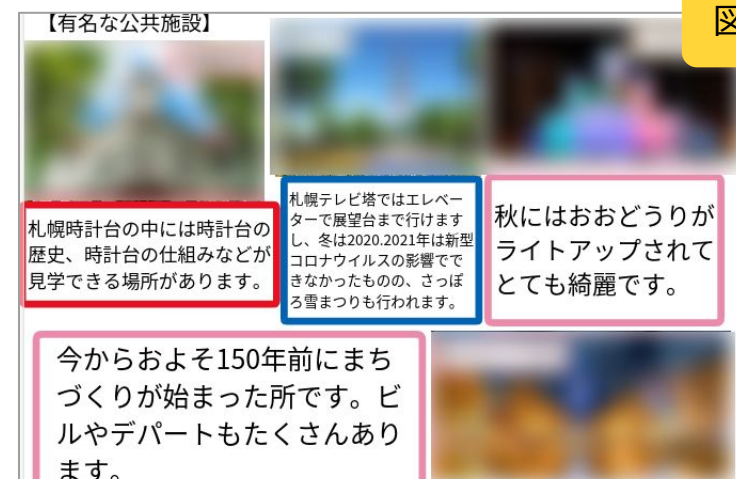 図
【有名な公共施設】
札幌時計台の中には時計台の
歴史、時計台の仕組みなどが
見学できる場所があります。
札幌テレビ塔ではエレベー
ターで展望台まで行けます
し、冬は2020.2021年は新型
コロナウイルスの影響でで
きなかったものの、さっぽ
ろ雪まつりも行われます。
秋にはおおどうりが
ライトアップされて
とても綺麗です。
今からおよそ150年前にまち
づくりが始まった所です。ビ
ルやデパートもたくさんあり
ます。